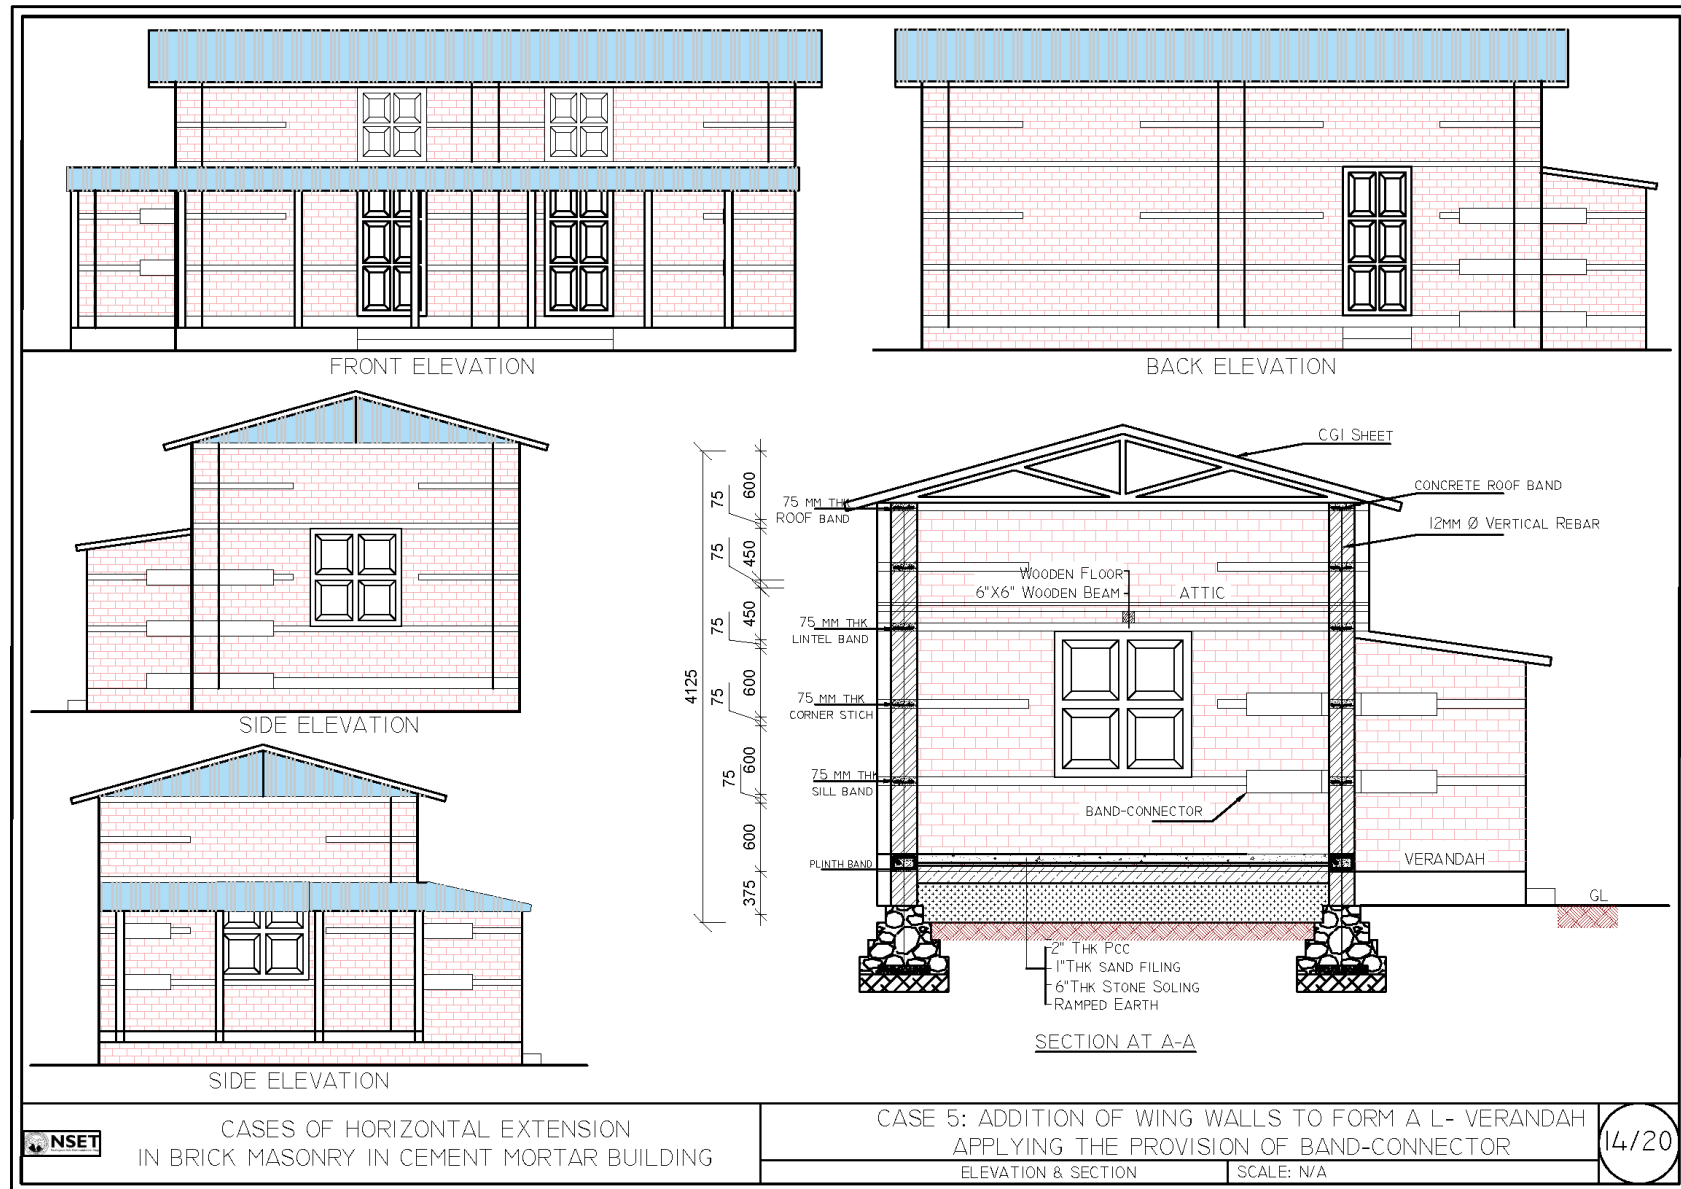 FRONT ELEVATION
BACK ELEVATION
SIDE ELEVATION
SIDE ELEVATION
4125
75
600
75
450
75
450
75
600
75
600
600
375
75 MM THK
ROOF BAND
75 MM THK
LINTEL BAND
75 MM THK
CORNER STICH
75 MM THK
SILL BAND
PLINTH BAND
CGI SHEET
CONCRETE ROOF BAND
12MM Ø VERTICAL REBAR
WOODEN FLOOR
6"X6" WOODEN BEAM
ATTIC
BAND-CONNECTOR
VERANDAH
GL
2" THK PCC
1"THK SAND FILING
6"THK STONE SOLING
RAMPED EARTH
SECTION AT A-A
NSET
CASES OF HORIZONTAL EXTENSION
IN BRICK MASONRY IN CEMENT MORTAR BUILDING
CASE 5: ADDITION OF WING WALLS TO FORM A L- VERANDAH
APPLYING THE PROVISION OF BAND-CONNECTOR
ELEVATION & SECTION
SCALE: N/A
14/20